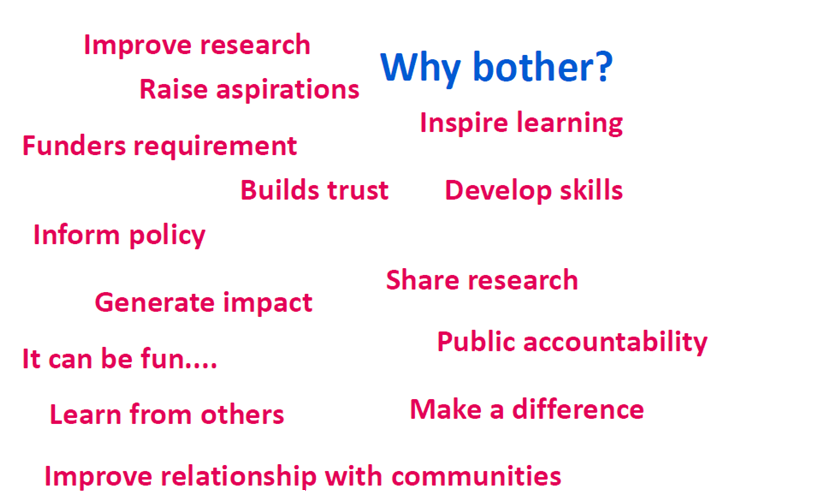 Improve research
Why bother?
Raise aspirations
Inspire learning
Funders requirement
Builds trust
Develop skills
Inform policy
Share research
Generate impact
Public accountability
It can be fun....
Learn from others
Make a difference
Improve relationship with communities